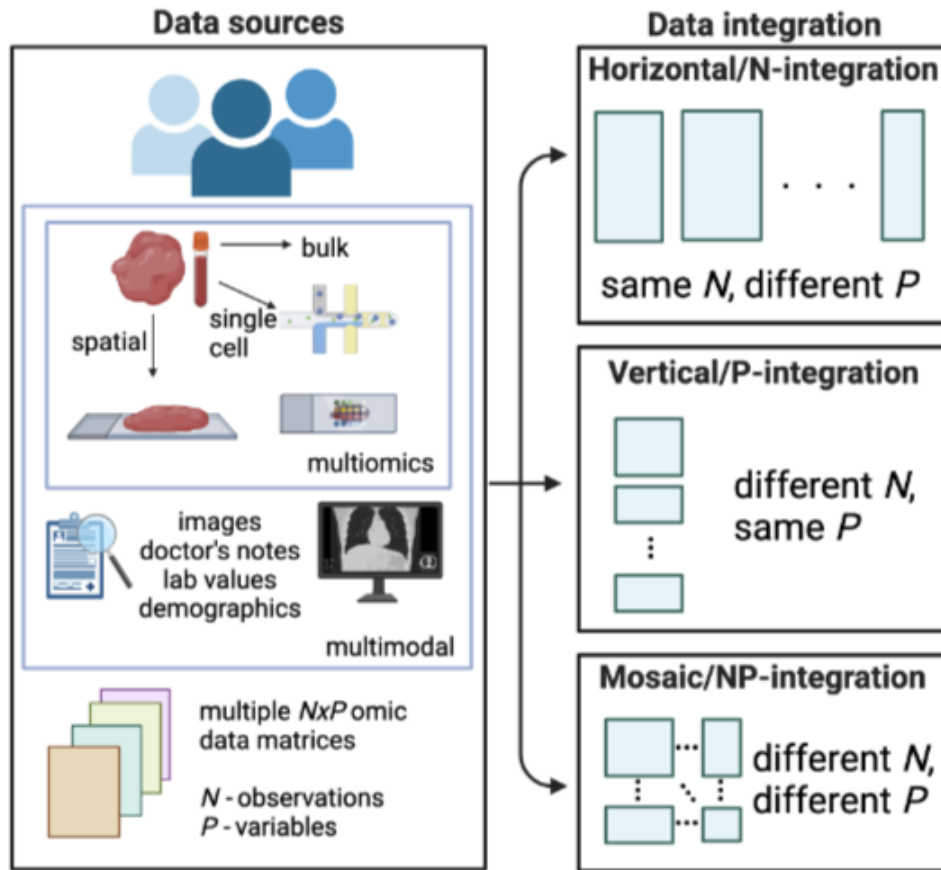 Data sources
bulk
single
cell
spatial
multiomics
images
doctor's notes
lab values
demographics
multimodal
multiple NxP omic
data matrices
N - observations
P - variables
Data integration
Horizontal/N-integration
. . .
same N, different P
Vertical/P-integration
different N,
same P
Mosaic/NP-integration
different N,
different P